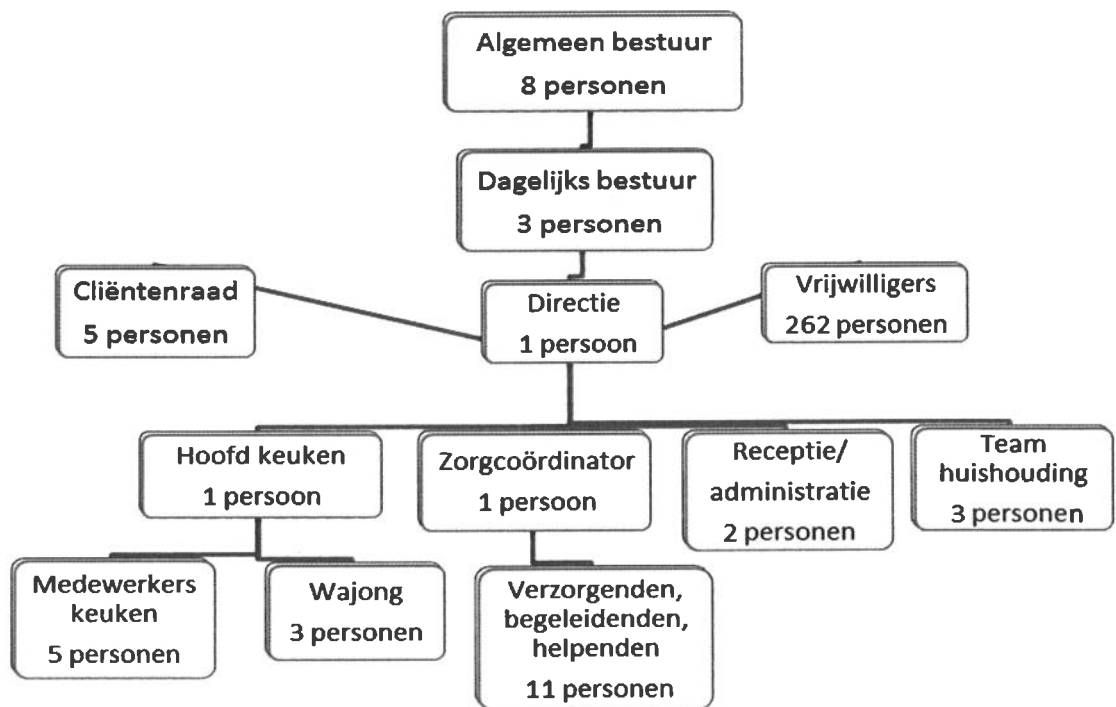 Algemeen bestuur
8 personen
Dagelijks bestuur
3 personen
Cliëntenraad
5 personen
Directie
1 persoon
Vrijwilligers
262 personen
Hoofd keuken
1 persoon
Zorgcoördinator
1 persoon
Receptie/
administratie
2 personen
Team
huishouding
3 personen
Medewerkers
keuken
5 personen
Wajong
3 personen
Verzorgenden,
begeleidenden,
helpenden
11 personen